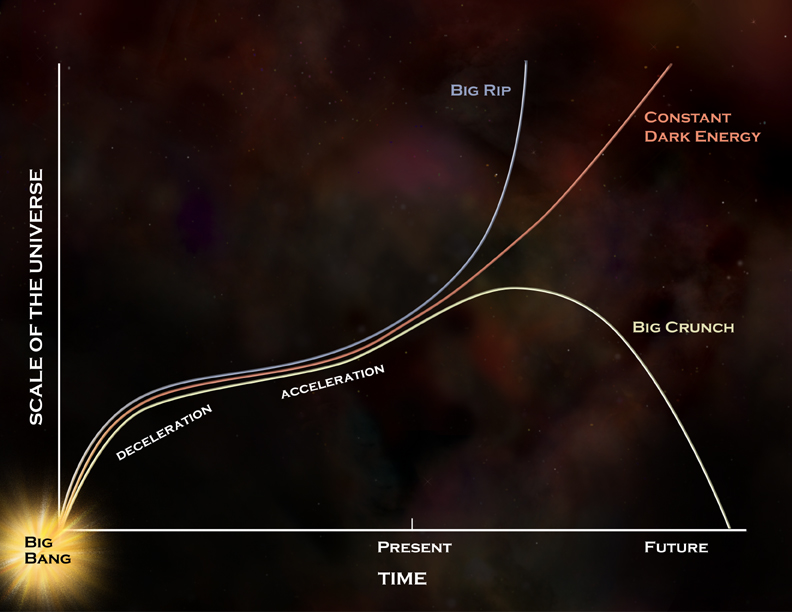 BIG RIP
CONSTANT
DARK ENERGY
SCALE OF THE UNIVERSE
BIG CRUNCH
ACCELERATION
DECELERATION
BIG
BANG
PRESENT
FUTURE
TIME